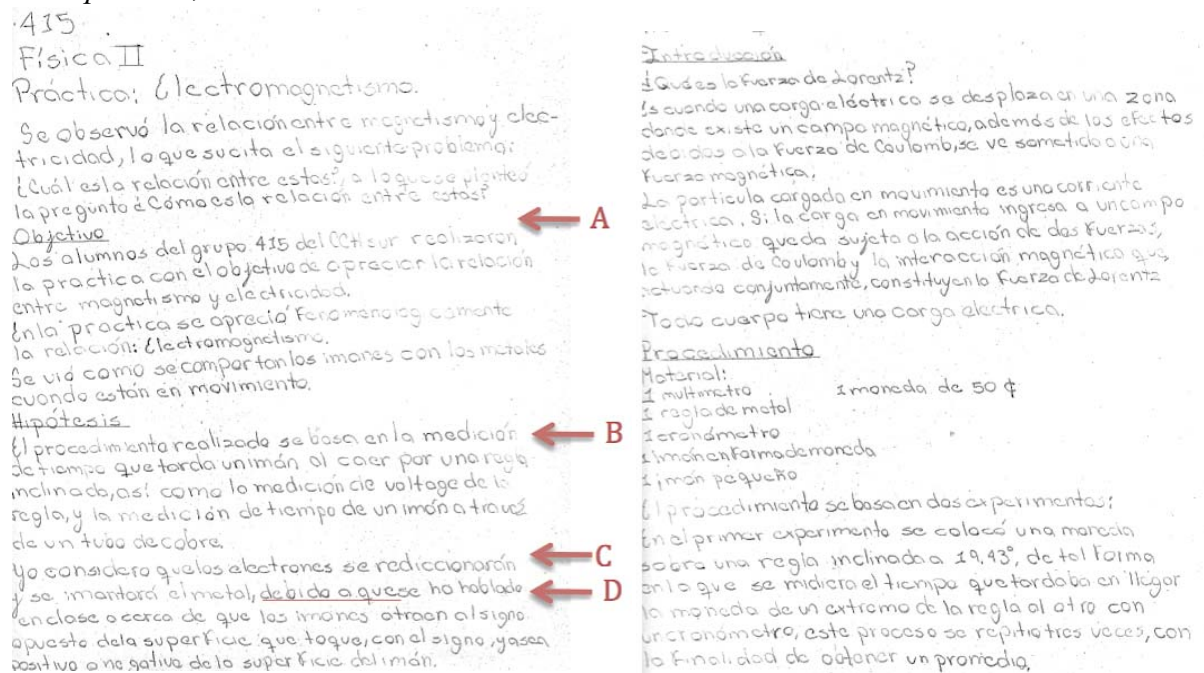 415
Física II
Práctica: Electromagnetismo.
Se observó la relación entre magnetismo y elec-
tricidad, lo que sucita el siguiente problema:
¿Cuál es la relación entre estas?, a lo que se planteó
la pregunta ¿Cómo es la relación entre estas?
A
Objetivo
Los alumnos del grupo 415 del CCH sur realizaron
la practica con el objetivo de apreciar la relación
entre magnetismo y electricidad.
En la practica se apreció fenomenologicamente
la relación: Electromagnetismo.
Se vió como se comportan los imanes con los metales
cuando están en movimiento.
Hipótesis
El procedimiento realizado se basa en la medición
B
de tiempo que tarda un imán al caer por una regla
inclinada, así como la medición de voltage de la
regla, y la medición de tiempo de un imán a través
de un tubo de cobre.
Yo considero que los electrones se rediccionarón
C
y se imantará el metal, debido a que se ha hablado
D
en clase acerca de que los imanes atraen al signo
opuesto de la superficie que toque, con el signo, ya sea
positivo o negativo de la superficie del imán.
Introducción
¿Qué es la fuerza de Lorentz?
Es cuando una carga eléctrica se desplaza en una zona
donde existe un campo magnético, además de los efectos
debidos a la fuerza de Coulomb, se ve sometida a una
fuerza magnética.
La partícula cargada en movimiento es una corriente
electrica. Si la carga en movimiento ingresa a un campo
magnético queda sujeta a la acción de dos fuerzas,
la fuerza de Coulomb y la interacción magnética que,
actuando conjuntamente, constituyen la fuerza de Lorentz
Todo cuerpo tiene una carga electrica.
Procedimiento
Material:
1 multimetro 1 moneda de 50 ¢
1 regla de metal
1 cronómetro
1 imán en forma de moneda
1 imán pequeño
El procedimiento se basa en dos experimentos:
En el primer experimento se colocó una moneda
sobre una regla inclinada a 19,43°, de tal forma
en la que se midiera el tiempo que tardaba en llegar
la moneda de un extremo de la regla al otro con
un cronómetro, este proceso se repitio tres veces, con
la finalidad de obtener un promedio,